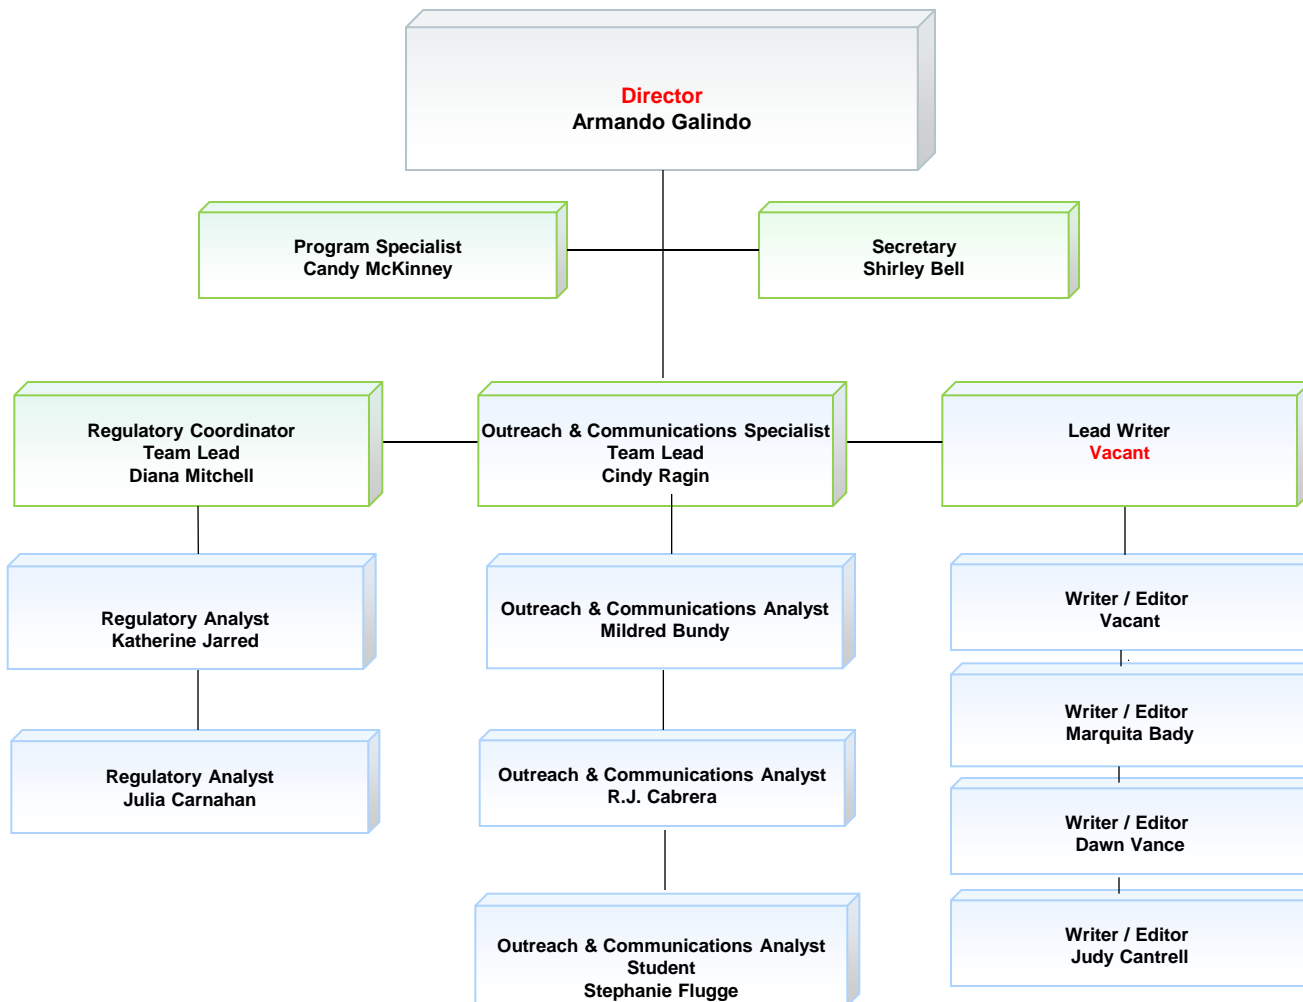 Director
Armando Galindo
Program Specialist
Candy McKinney
Secretary
Shirley Bell
Regulatory Coordinator
Team Lead
Diana Mitchell
Outreach & Communications Specialist
Team Lead
Cindy Ragin
Lead Writer
Vacant
Regulatory Analyst
Katherine Jarred
Outreach & Communications Analyst
Mildred Bundy
Writer / Editor
Vacant
.
Writer / Editor
Marquita Bady
Regulatory Analyst
Julia Carnahan
Outreach & Communications Analyst
R.J. Cabrera
Writer / Editor
Dawn Vance
Outreach & Communications Analyst
Student
Stephanie Flugge
Writer / Editor
Judy Cantrell